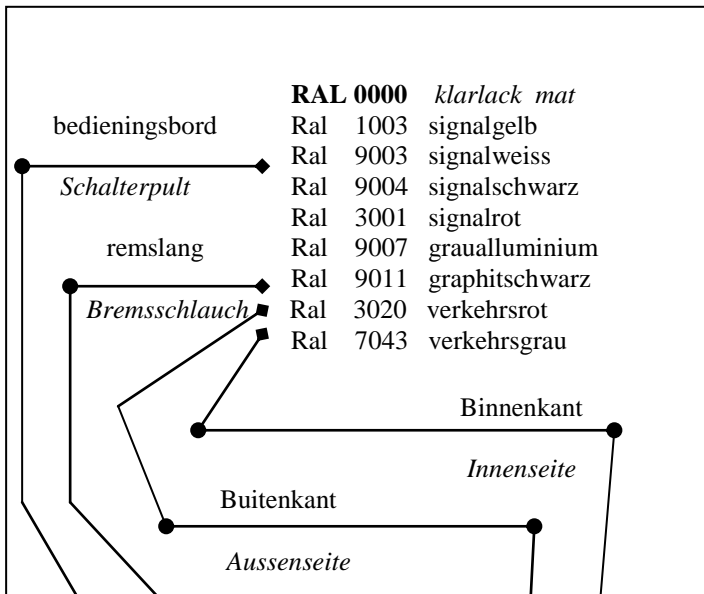 RAL 0000 klarlack mat
bedieningsbord
Ral 1003 signalgelb
Ral 9003 signalweiss
Schalterpult
Ral 9004 signalschwarz
Ral 3001 signalrot
remslang
Ral 9007 graualluminium
Ral 9011 graphitschwarz
Bremsschlauch
Ral 3020 verkehrsrot
Ral 7043 verkehrsgrau
Binnenkant
Innenseite
Buitenkant
Aussenseite